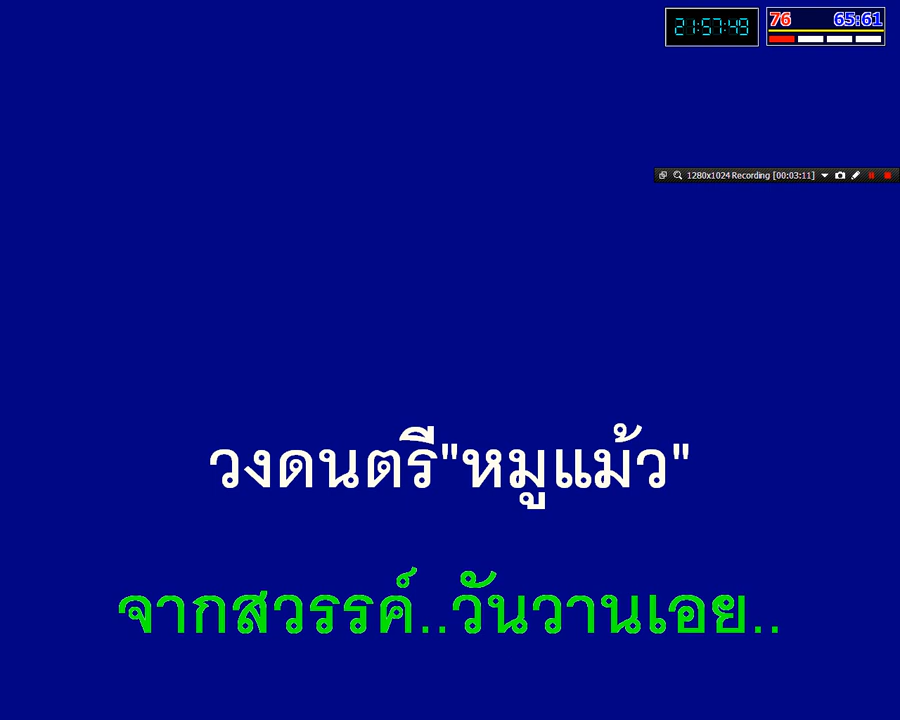 21:57:49
76 65:61
1280x1024 Recording [00:03:11]
วงดนตรี"หมูแม้ว"
จากสวรรค์..วันวานเอย..